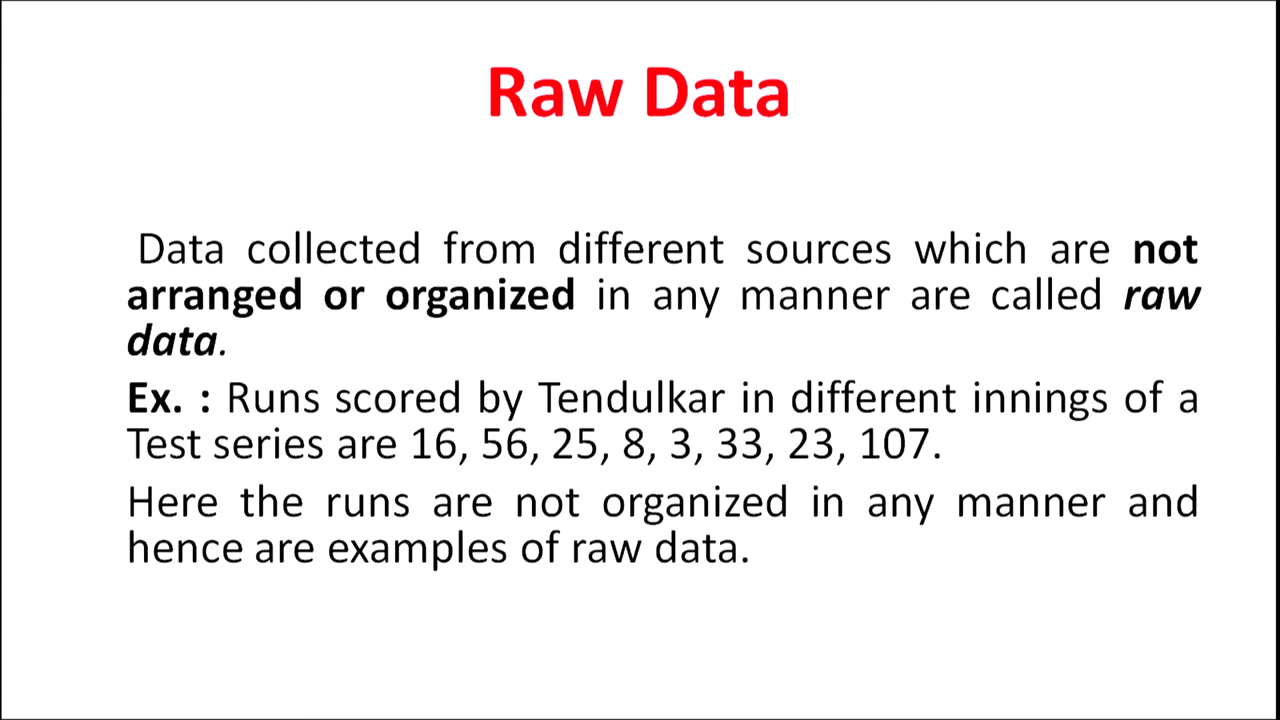 Raw Data
Data collected from different sources which are not
arranged or organized in any manner are called raw
data.
Ex. : Runs scored by Tendulkar in different innings of a
Test series are 16, 56, 25, 8, 3, 33, 23, 107.
Here the runs are not organized in any manner and
hence are examples of raw data.